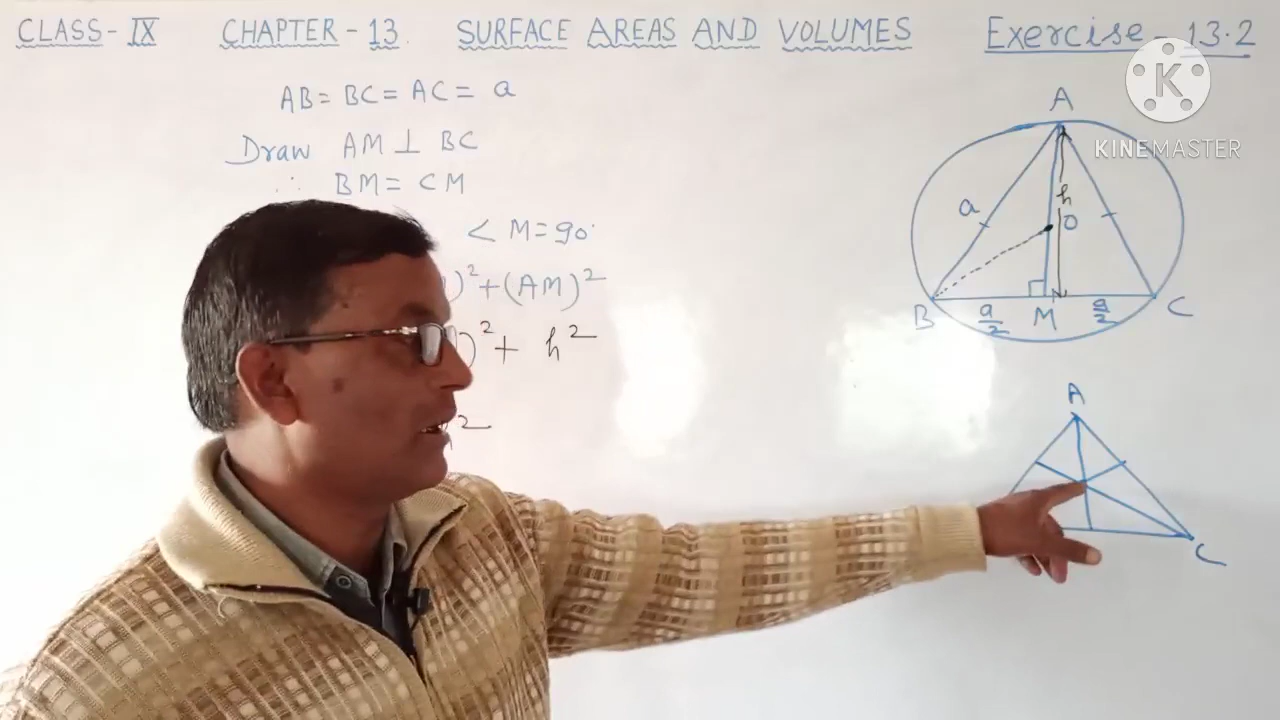 CLASS-IX CHAPTER-13. SURFACE AREAS AND VOLUMES Exercise-13.2
K
KINEMASTER
AB = BC = AC = a
Draw AM ⊥ BC
∴ BM = CM
< M = 90°
)² + (AM)²
)² + h²
²
A
a
h
O
B
a/2
M
a/2
C
A
C